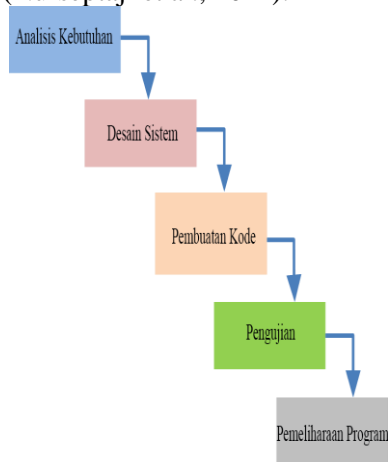 Analisis Kebutuhan
Desain Sistem
Pembuatan Kode
Pengujian
Pemeliharaan Program